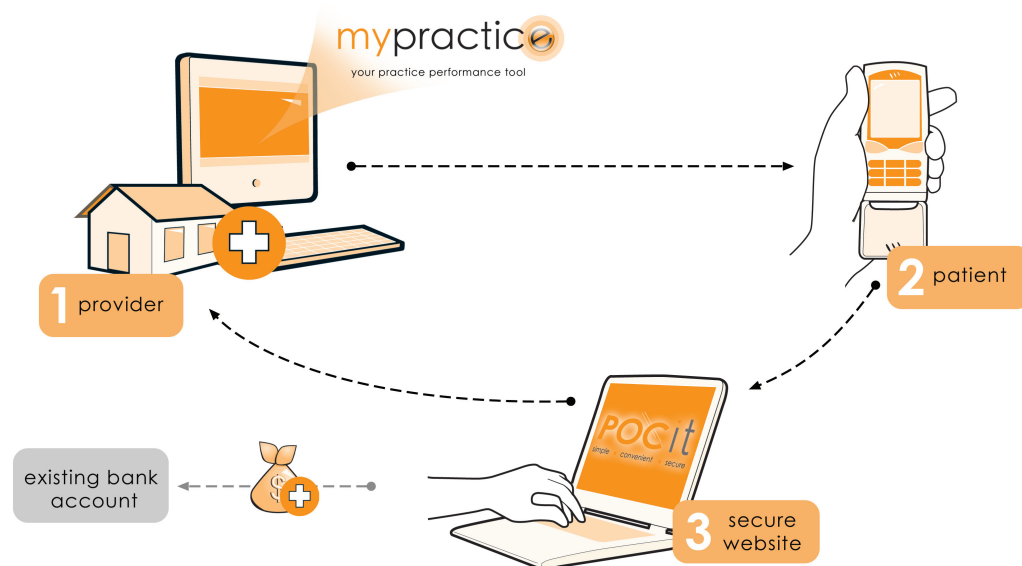 mypractice
your practice performance tool
1 provider
2 patient
POCit
simple . convenient . secure
3 secure
website
existing bank
account
$